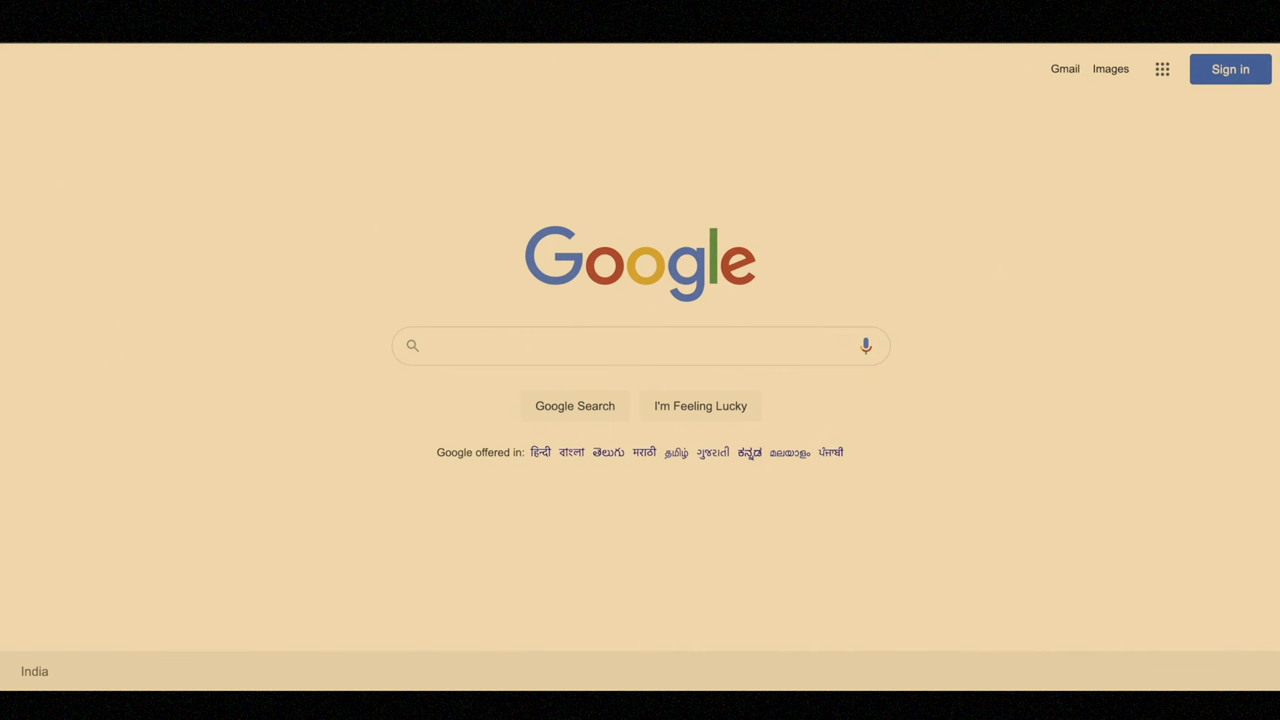 Gmail Images Sign in
Google
Google Search I'm Feeling Lucky
Google offered in: हिन्दी বাংলা తెలుగు मराठी தமிழ் ગુજરાતી ಕನ್ನಡ മലയാളം ਪੰਜਾਬੀ
India